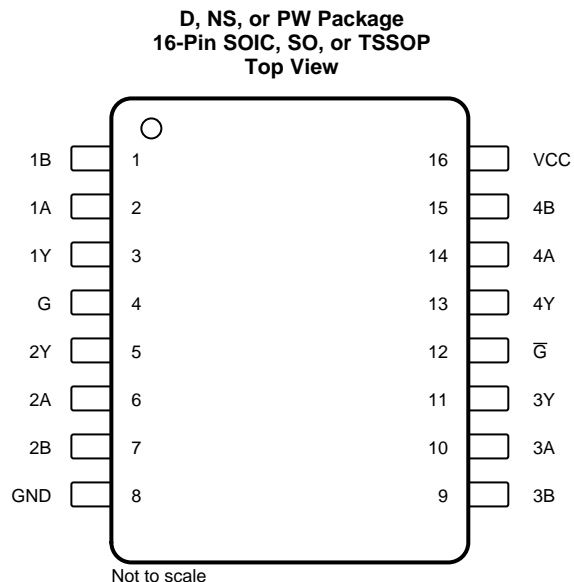 D, NS, or PW Package
16-Pin SOIC, SO, or TSSOP
Top View
1B 1 16 VCC
1A 2 15 4B
1Y 3 14 4A
G 4 13 4Y
2Y 5 12 G̅
2A 6 11 3Y
2B 7 10 3A
GND 8 9 3B
Not to scale